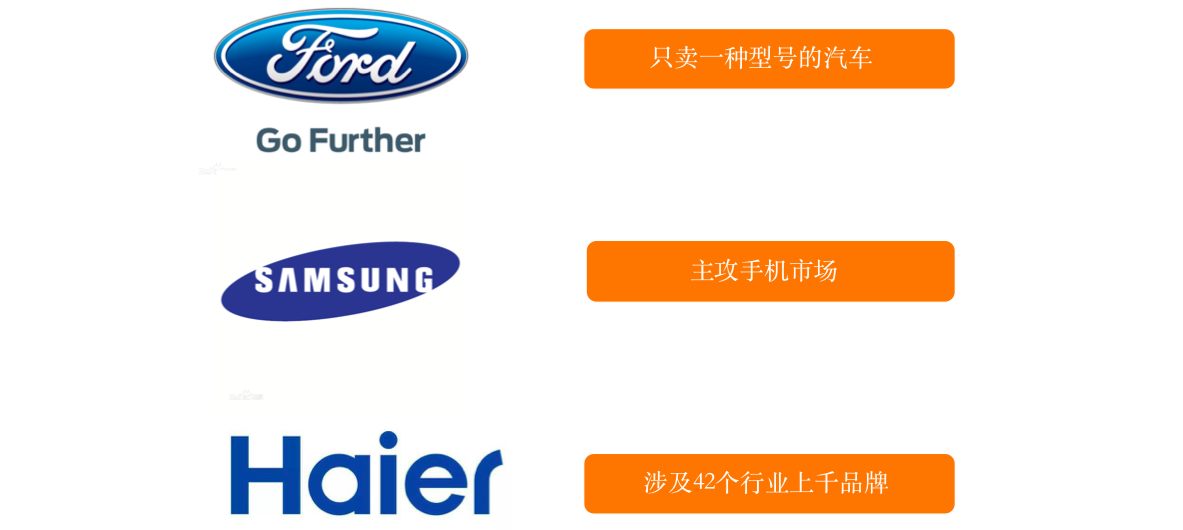 Ford
只卖一种型号的汽车
Go Further
SAMSUNG
主攻手机市场
Haier
涉及42个行业上千品牌